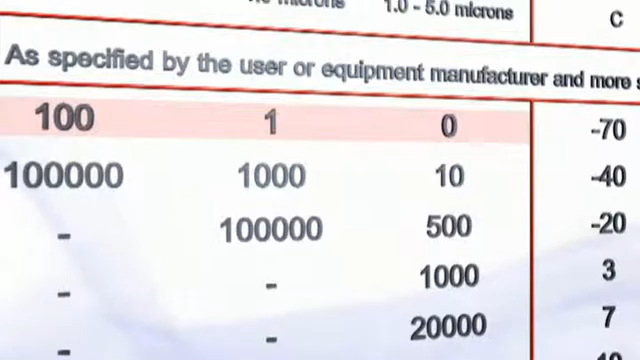 microns 1.0 - 5.0 microns C
As specified by the user or equipment manufacturer and more
100 1 0 -70
100000 1000 10 -40
- 100000 500 -20
- - 1000 3
- - 20000 7
-